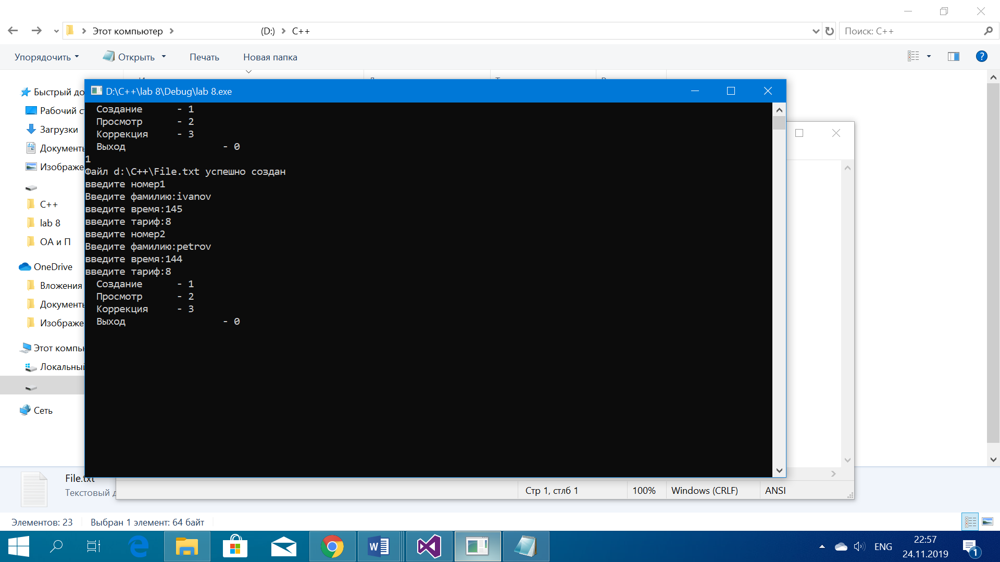 Этот компьютер (D:) C++
Поиск: C++
Упорядочить Открыть Печать Новая папка
Быстрый до
Рабочий с
Загрузки
Документы
Изображе
C++
lab 8
ОА и П
OneDrive
Вложения
Документы
Изображе
Этот компь
Локальный
Сеть
D:\C++\lab 8\Debug\lab 8.exe
Создание - 1
Просмотр - 2
Коррекция - 3
Выход - 0
1
Файл d:\C++\File.txt успешно создан
введите номер1
Введите фамилию:ivanov
введите время:145
введите тариф:8
введите номер2
Введите фамилию:petrov
введите время:144
введите тариф:8
Создание - 1
Просмотр - 2
Коррекция - 3
Выход - 0
File.txt
Текстовый д
Стр 1, стлб 1 100% Windows (CRLF) ANSI
Элементов: 23 Выбран 1 элемент: 64 байт
ENG
22:57
24.11.2019
1